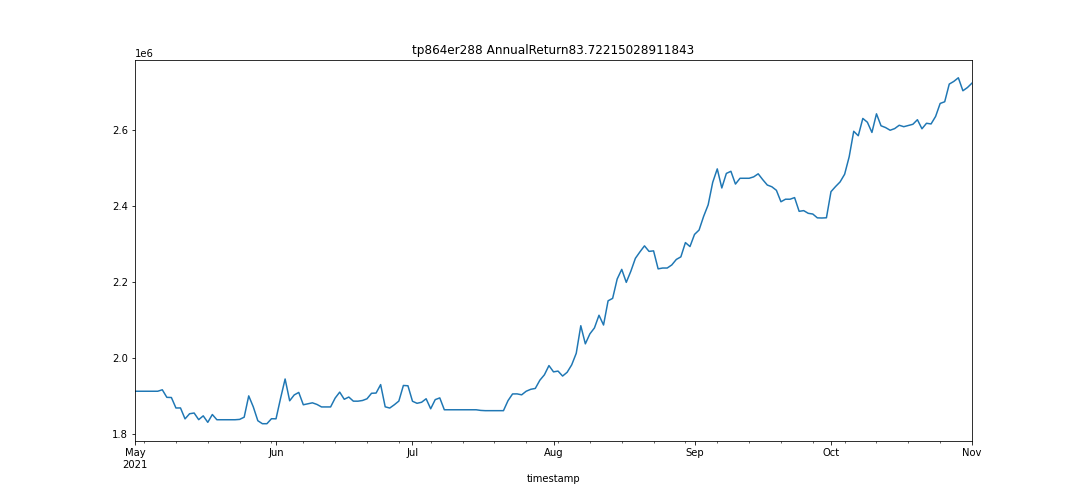 tp864er288 AnnualReturn83.72215028911843
1e6
2.6
2.4
2.2
2.0
1.8
May Jun Jul Aug Sep Oct Nov
2021
timestamp